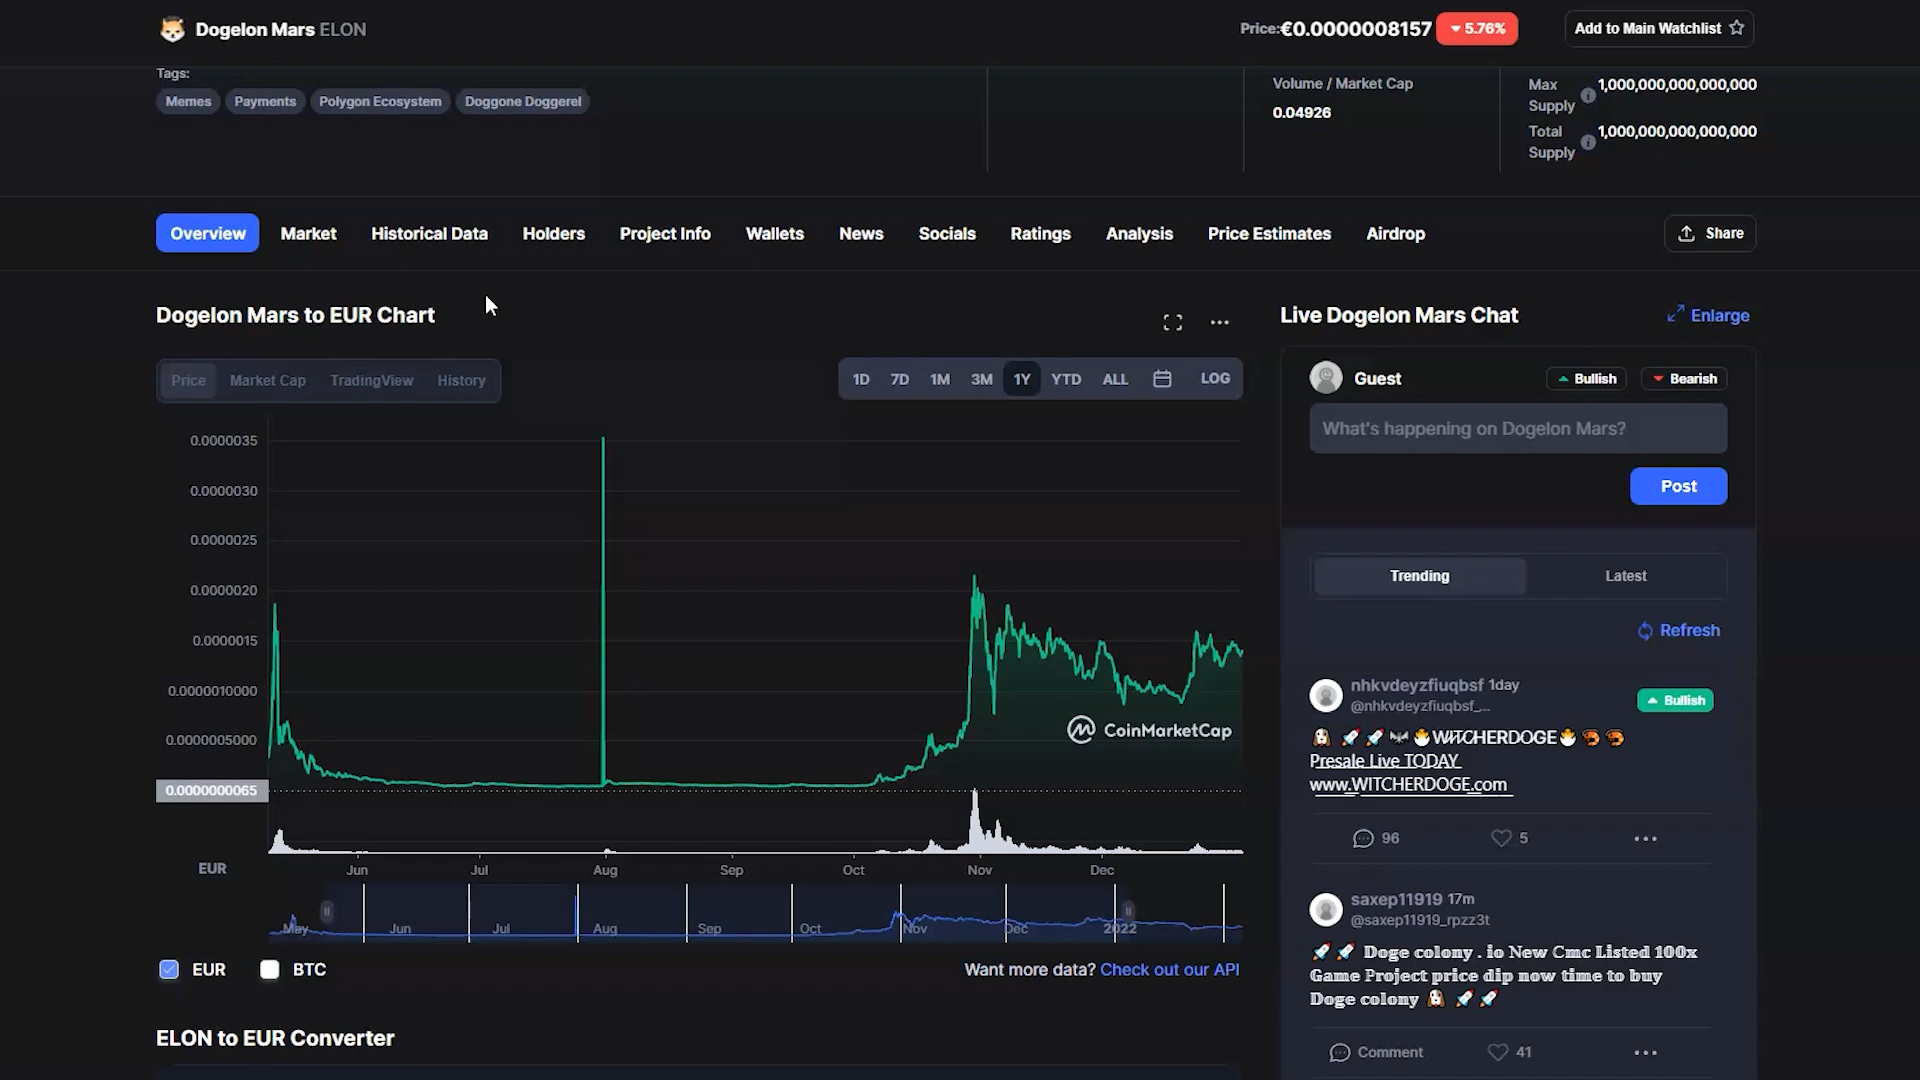 Dogelon Mars ELON
Price:€0.0000008157 5.76%
Add to Main Watchlist
Tags:
Memes Payments Polygon Ecosystem Doggone Doggerel
Volume / Market Cap
0.04926
Max Supply 1,000,000,000,000,000
Total Supply 1,000,000,000,000,000
Overview Market Historical Data Holders Project Info Wallets News Socials Ratings Analysis Price Estimates Airdrop
Share
Dogelon Mars to EUR Chart
Price Market Cap TradingView History
1D 7D 1M 3M 1Y YTD ALL LOG
0.0000035
0.0000030
0.0000025
0.0000020
0.0000015
0.0000010000
0.0000005000
0.0000000065
CoinMarketCap
EUR
Jun Jul Aug Sep Oct Nov Dec
May Jun Jul Aug Sep Oct Nov Dec 2022
EUR BTC
Want more data? Check out our API
ELON to EUR Converter
Live Dogelon Mars Chat
Enlarge
Guest
Bullish Bearish
What's happening on Dogelon Mars?
Post
Trending Latest
Refresh
nhkvdeyzfiuqbsf 1day
@nhkvdeyzfiuqbsf_...
Bullish
WITCHERDOGE
Presale Live TODAY
www.WITCHERDOGE.com
96 5
saxep11919 17m
@saxep11919_rpzz3t
Doge colony . io New Cmc Listed 100x
Game Project price dip now time to buy
Doge colony
Comment 41